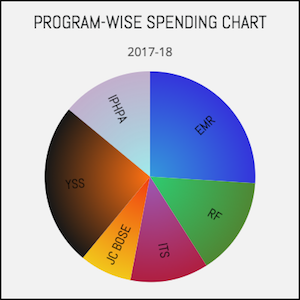 PROGRAM-WISE SPENDING CHART
2017-18
EMR
RF
ITS
JC BOSE
YSS
IPHPA